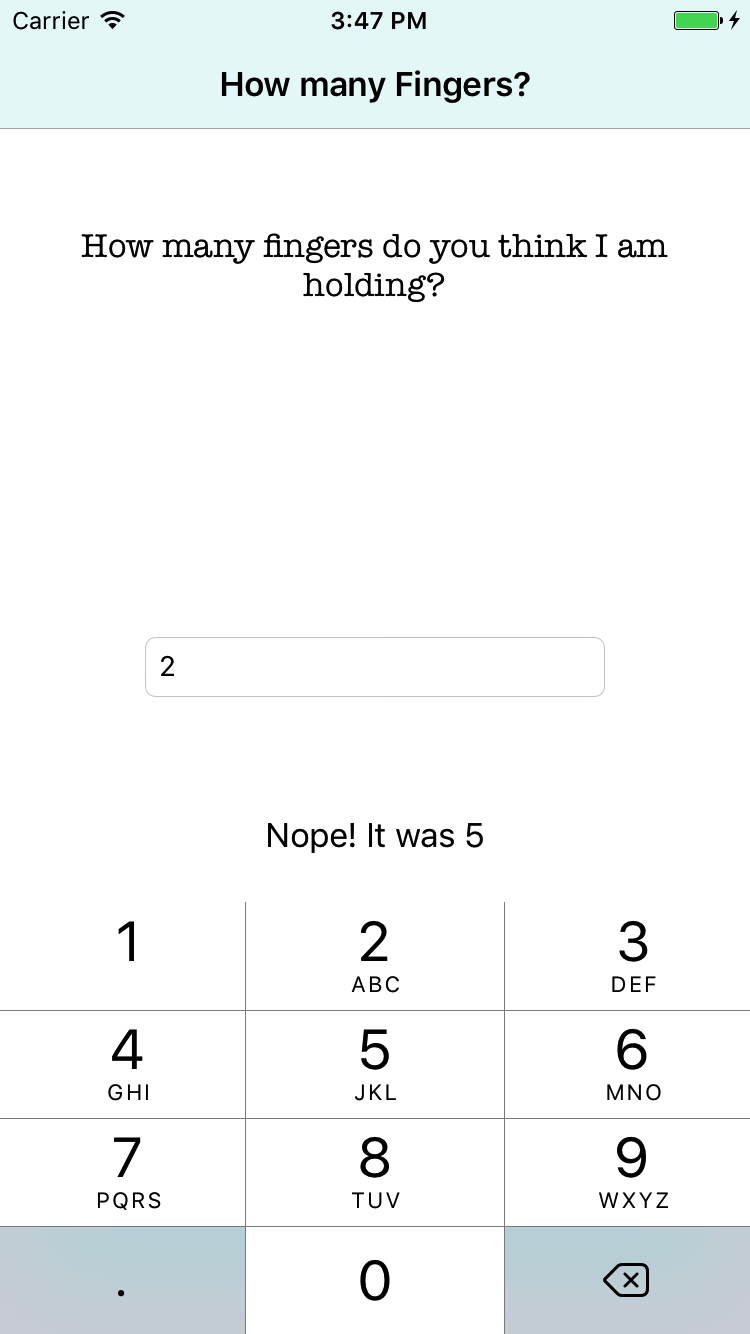 Carrier 3:47 PM
How many Fingers?
How many fingers do you think I am
holding?
2
Nope! It was 5
1 2 3
ABC DEF
4 5 6
GHI JKL MNO
7 8 9
PQRS TUV WXYZ
. 0